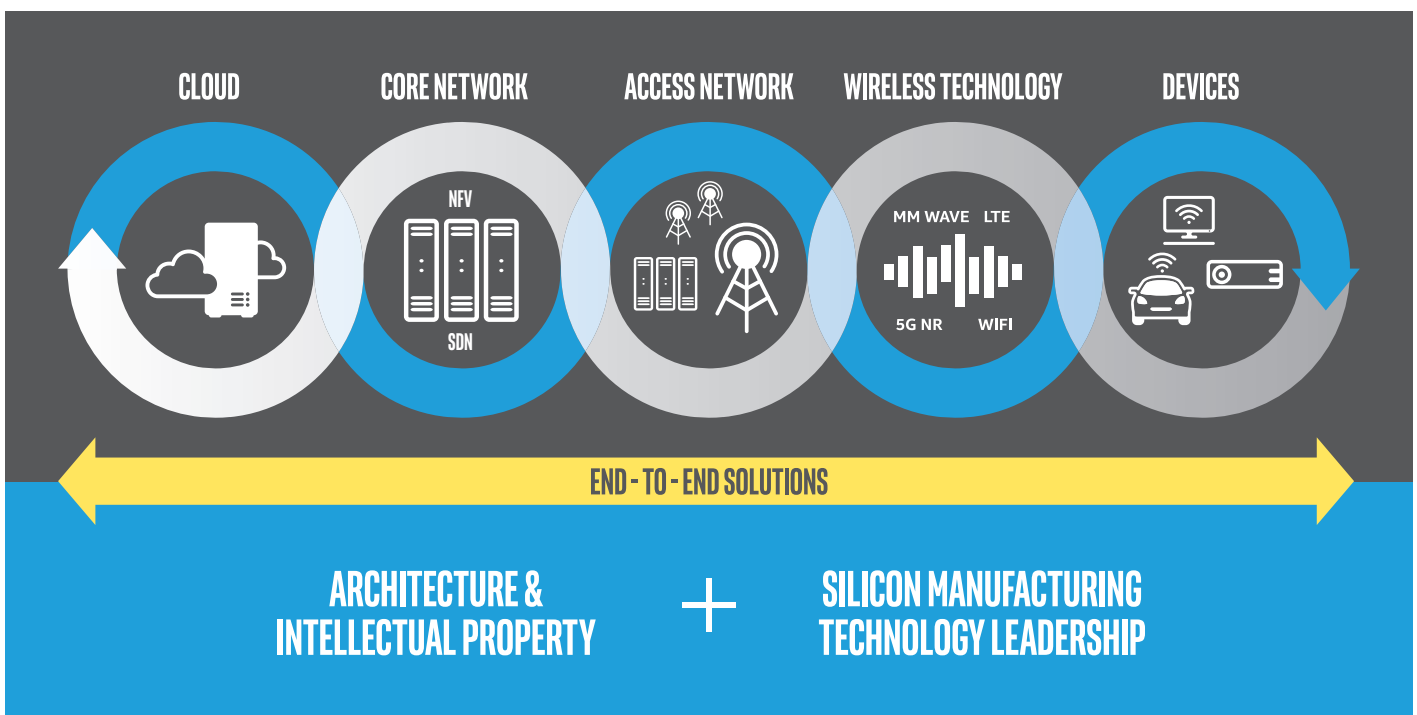 CLOUD
CORE NETWORK
ACCESS NETWORK
WIRELESS TECHNOLOGY
DEVICES
NFV
SDN
MM WAVE LTE
5G NR WIFI
END - TO - END SOLUTIONS
ARCHITECTURE &
INTELLECTUAL PROPERTY
+
SILICON MANUFACTURING
TECHNOLOGY LEADERSHIP